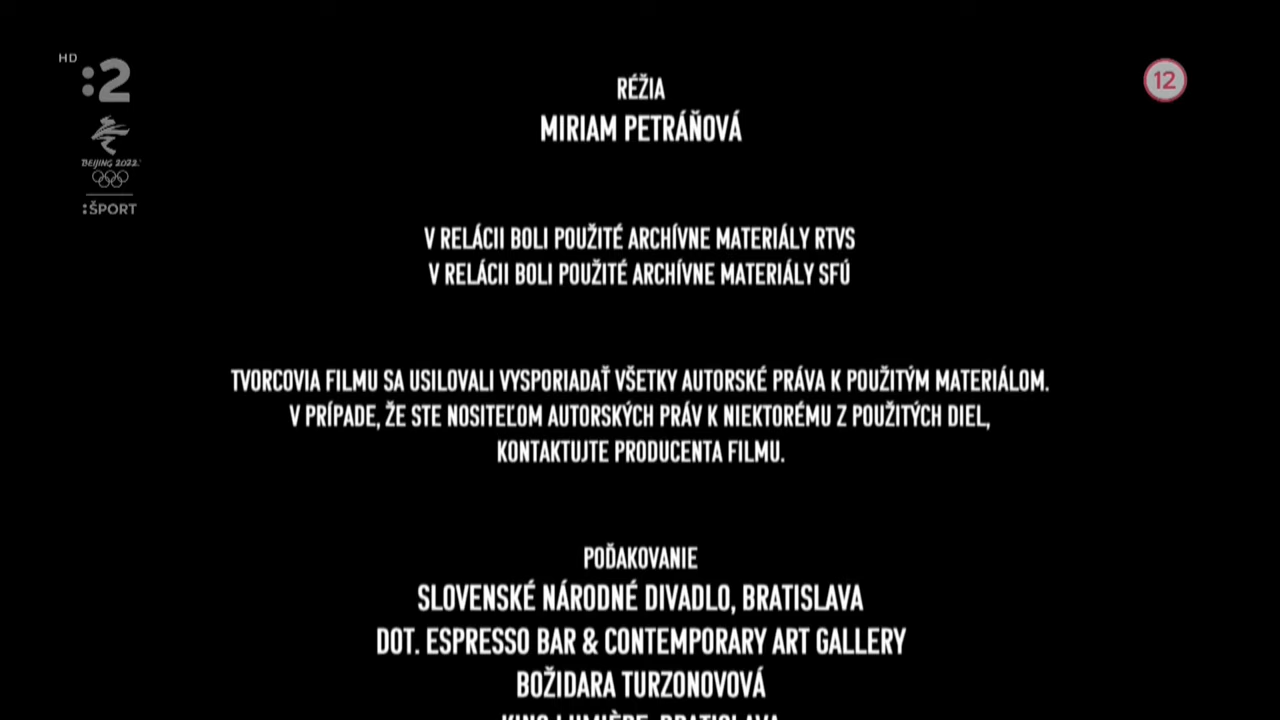 HD
:2
12
BEIJING 2022
:ŠPORT
RÉŽIA
MIRIAM PETRÁŇOVÁ
V RELÁCII BOLI POUŽITÉ ARCHÍVNE MATERIÁLY RTVS
V RELÁCII BOLI POUŽITÉ ARCHÍVNE MATERIÁLY SFÚ
TVORCOVIA FILMU SA USILOVALI VYSPORIADAŤ VŠETKY AUTORSKÉ PRÁVA K POUŽITÝM MATERIÁLOM.
V PRÍPADE, ŽE STE NOSITEĽOM AUTORSKÝCH PRÁV K NIEKTORÉMU Z POUŽITÝCH DIEL,
KONTAKTUJTE PRODUCENTA FILMU.
POĎAKOVANIE
SLOVENSKÉ NÁRODNÉ DIVADLO, BRATISLAVA
DOT. ESPRESSO BAR & CONTEMPORARY ART GALLERY
BOŽIDARA TURZONOVOVÁ
KINO LUMIÈRE, BRATISLAVA